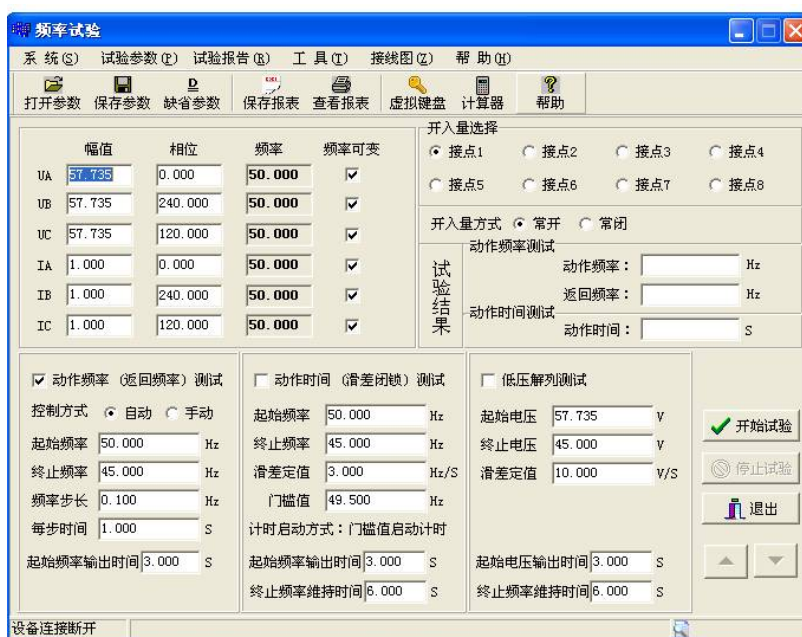 频率试验
系 统(S) 试验参数(P) 试验报告(R) 工 具(T) 接线图(Z) 帮 助(H)
打开参数 保存参数 缺省参数 保存报表 查看报表 虚拟键盘 计算器 帮助
幅值 相位 频率 频率可变
UA 57.735 0.000 50.000
UB 57.735 240.000 50.000
UC 57.735 120.000 50.000
IA 1.000 0.000 50.000
IB 1.000 240.000 50.000
IC 1.000 120.000 50.000
开入量选择
接点1 接点2 接点3 接点4
接点5 接点6 接点7 接点8
开入量方式 常开 常闭
试验结果
动作频率测试
动作频率： Hz
返回频率： Hz
动作时间测试
动作时间： S
动作频率（返回频率）测试
控制方式 自动 手动
起始频率 50.000 Hz
终止频率 45.000 Hz
频率步长 0.100 Hz
每步时间 1.000 S
起始频率输出时间 3.000 S
动作时间（滑差闭锁）测试
起始频率 50.000 Hz
终止频率 45.000 Hz
滑差定值 3.000 Hz/S
门槛值 49.500 Hz
计时启动方式：门槛值启动计时
起始频率输出时间 3.000 S
终止频率维持时间 6.000 S
低压解列测试
起始电压 57.735 V
终止电压 45.000 V
滑差定值 10.000 V/S
起始电压输出时间 3.000 S
终止频率维持时间 6.000 S
开始试验
停止试验
退出
设备连接断开